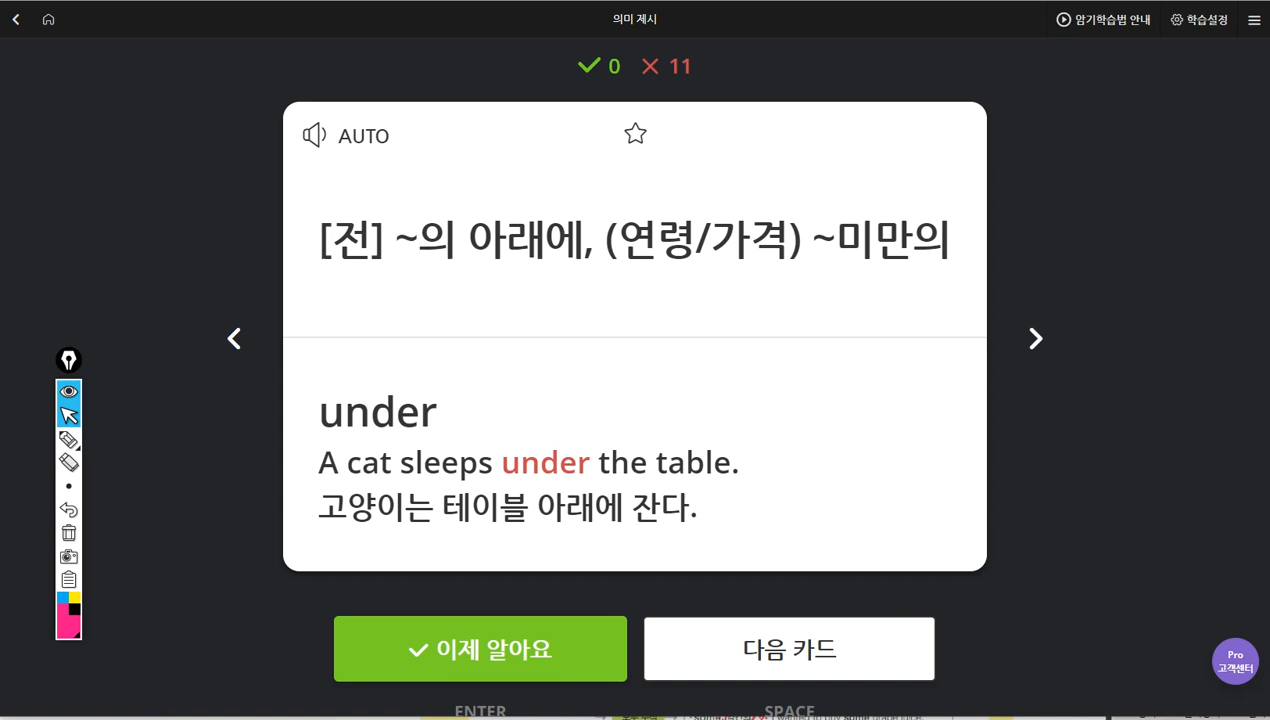 의미 제시
암기학습법 안내
학습설정
0
11
AUTO
[전] ~의 아래에, (연령/가격) ~미만의
under
A cat sleeps under the table.
고양이는 테이블 아래에 잔다.
이제 알아요
다음 카드
Pro
고객센터
ENTER
SPACE